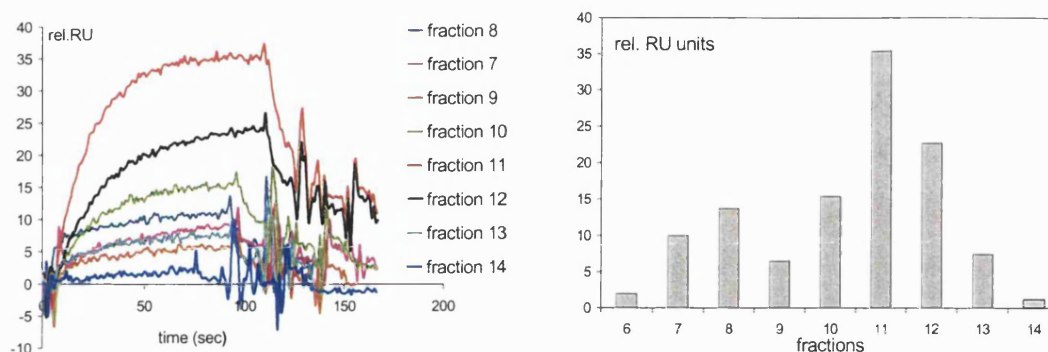 rel.RU
40
35
30
25
20
15
10
5
0
-5
-10
0
50
100
150
200
time (sec)
fraction 8
fraction 7
fraction 9
fraction 10
fraction 11
fraction 12
fraction 13
fraction 14
rel. RU units
40
35
30
25
20
15
10
5
0
6 7 8 9 10 11 12 13 14
fractions